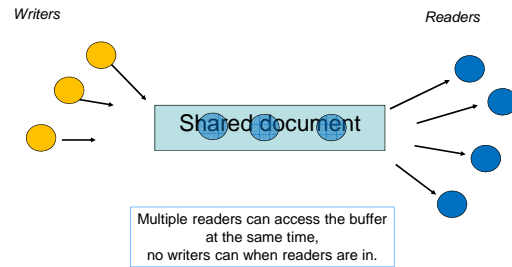 Writers
Readers
Shared document
Multiple readers can access the buffer
at the same time,
no writers can when readers are in.